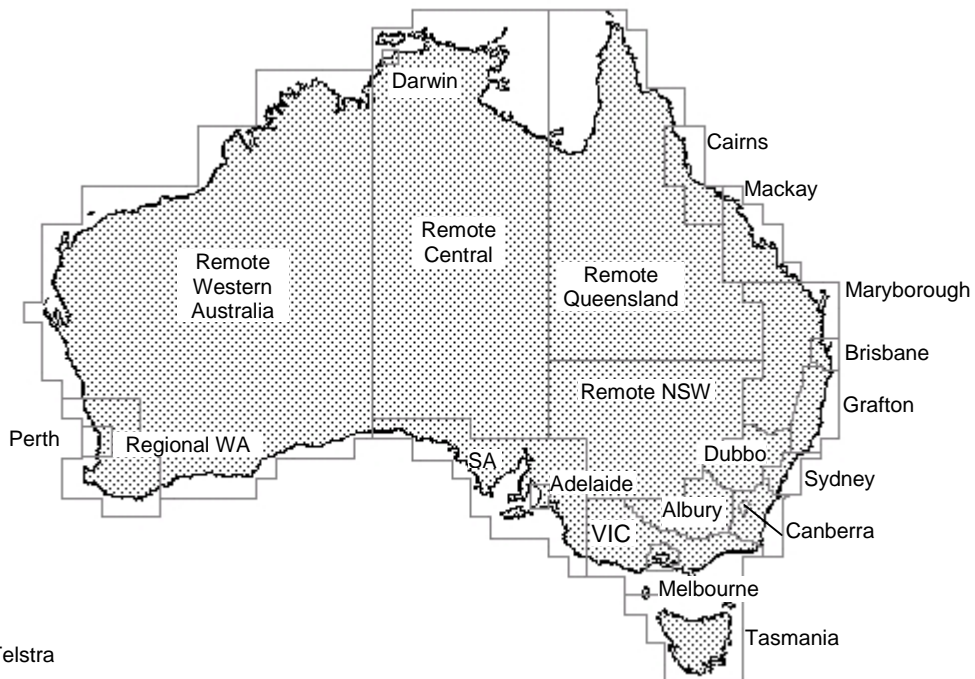 Darwin
Cairns
Mackay
Remote
Central
Remote
Western
Australia
Remote
Queensland
Maryborough
Brisbane
Remote NSW
Grafton
Perth
Regional WA
SA
Dubbo
Adelaide
Sydney
Albury
VIC
Canberra
Melbourne
Tasmania
elstra